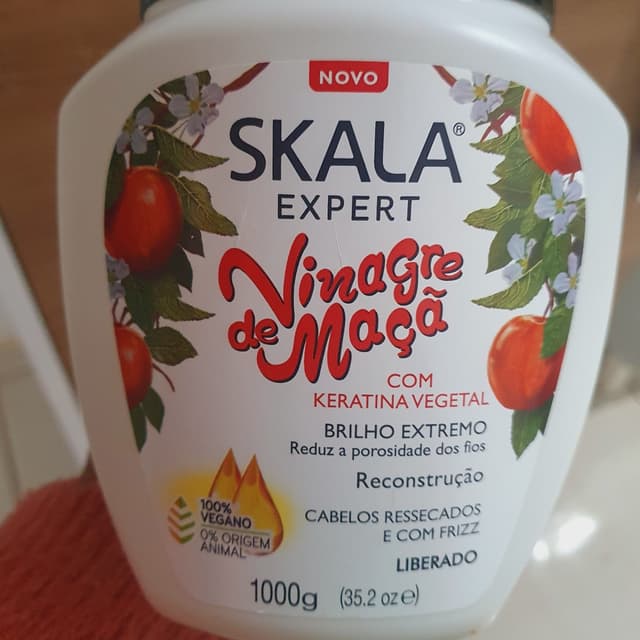 NOVO
SKALA®
EXPERT
Vinagre
de Maçã
COM
KERATINA VEGETAL
BRILHO EXTREMO
Reduz a porosidade dos fios
Reconstrução
100%
VEGANO
0% ORIGEM
ANIMAL
CABELOS RESSECADOS
E COM FRIZZ
LIBERADO
1000g (35.2 oz ℮)